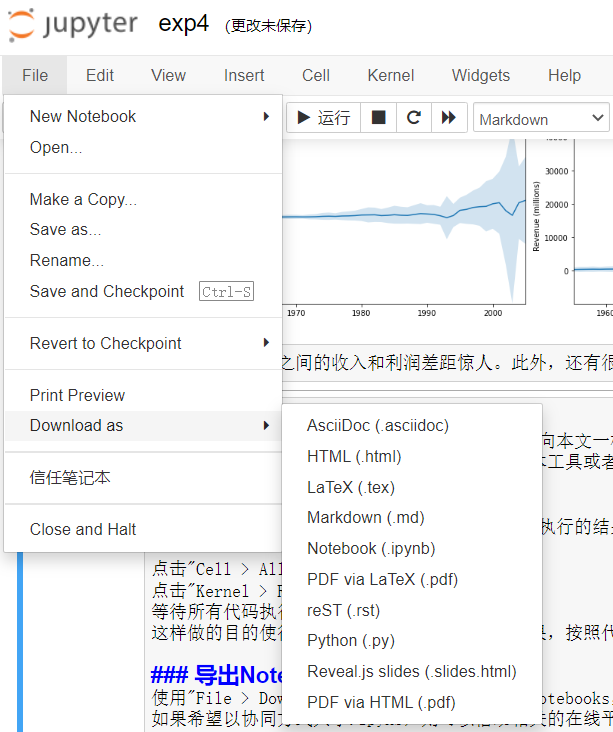 jupyter exp4 (更改未保存)
File Edit View Insert Cell Kernel Widgets Help
New Notebook
Open...
Make a Copy...
Save as...
Rename...
Save and Checkpoint Ctrl-S
Revert to Checkpoint
Print Preview
Download as
信任笔记本
Close and Halt
运行
Markdown
AsciiDoc (.asciidoc)
HTML (.html)
LaTeX (.tex)
Markdown (.md)
Notebook (.ipynb)
PDF via LaTeX (.pdf)
reST (.rst)
Python (.py)
Reveal.js slides (.slides.html)
PDF via HTML (.pdf)
1970 1980 1990 2000
Revenue (millions)
30000
20000
10000
0
1960
之间的收入和利润差距惊人。此外，还有很
向本文一
工具或者
执行的结
点击"Cell > All
点击"Kernel >
等待所有代码执行
这样做的目的使 果，按照代
### 导出Note
使用"File > Dow otebooks,
如果希望以协同方 的在线平